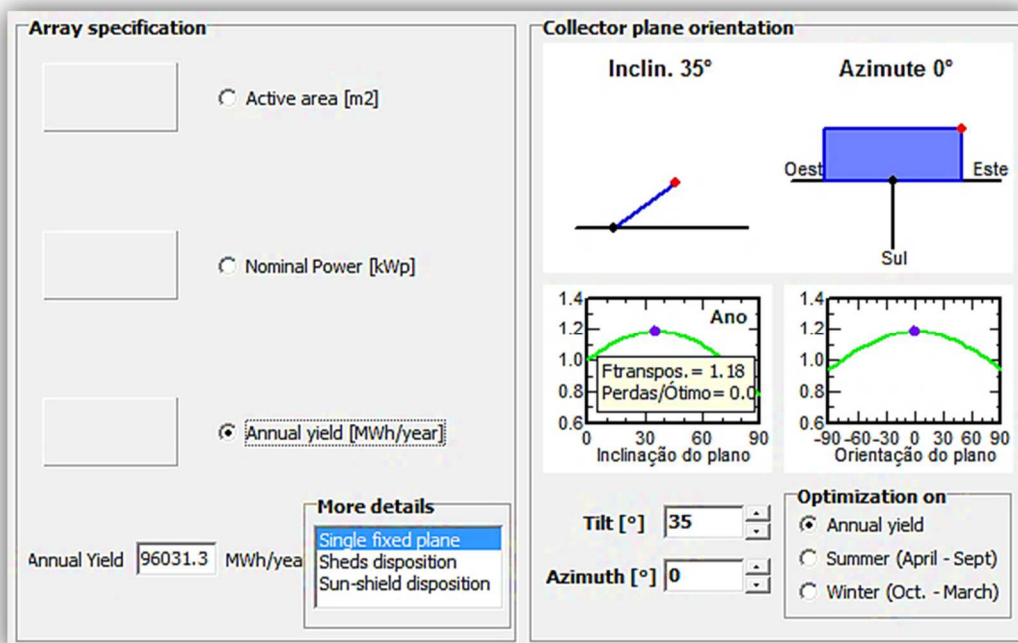 Array specification
Active area [m2]
Nominal Power [kWp]
Annual yield [MWh/year]
Annual Yield 96031.3 MWh/yea
More details
Single fixed plane
Sheds disposition
Sun-shield disposition
Collector plane orientation
Inclin. 35°
Azimute 0°
Oest
Este
Sul
1.4
1.2
1.0
0.8
0.6
Ano
Ftranspos.= 1.18
Perdas/Ótimo= 0.0
0 30 60 90
Inclinação do plano
1.4
1.2
1.0
0.8
0.6
-90 -60 -30 0 30 60 90
Orientação do plano
Tilt [°] 35
Azimuth [°] 0
Optimization on
Annual yield
Summer (April - Sept)
Winter (Oct. - March)